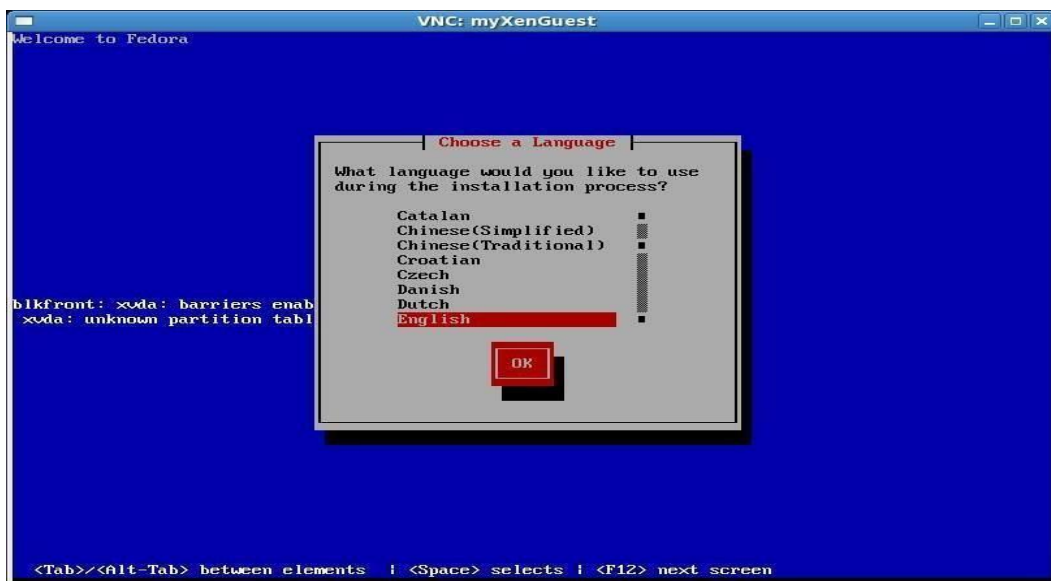 VNC: myXenGuest
Welcome to Fedora
Choose a Language
What language would you like to use
during the installation process?
Catalan
Chinese(Simplified)
Chinese(Traditional)
Croatian
Czech
Danish
blkfront: xvda: barriers enab
Dutch
xvda: unknown partition tabl
English
OK
<Tab>/<Alt-Tab> between elements | <Space> selects | <F12> next screen